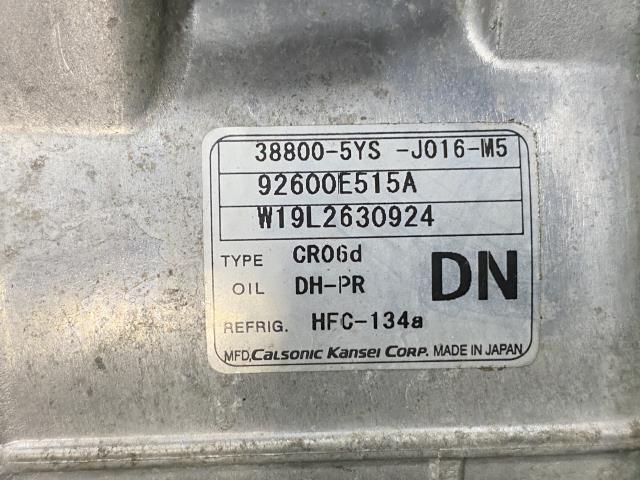 38800-5YS -J016-M5
92600E515A
W19L2630924
TYPE CR06d
OIL DH-PR
DN
REFRIG. HFC-134a
MFD, CALSONIC KANSEI CORP. MADE IN JAPAN